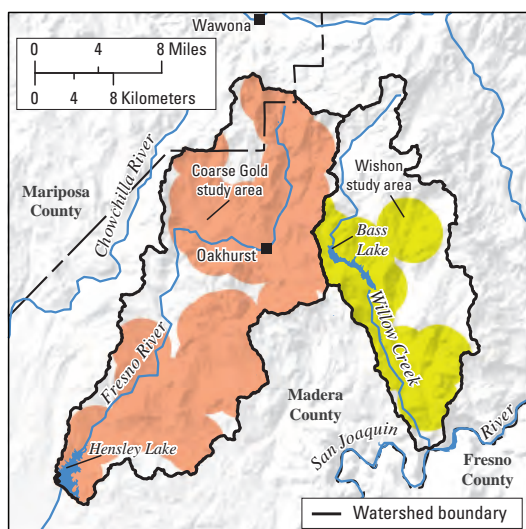 Wawona
0 4 8 Miles
0 4 8 Kilometers
Chowchilla River
Mariposa
County
Coarse Gold
study area
Wishon
study area
Oakhurst
Bass
Lake
Willow Creek
Fresno River
Madera
County
Hensley Lake
San Joaquin River
Fresno
County
Watershed boundary